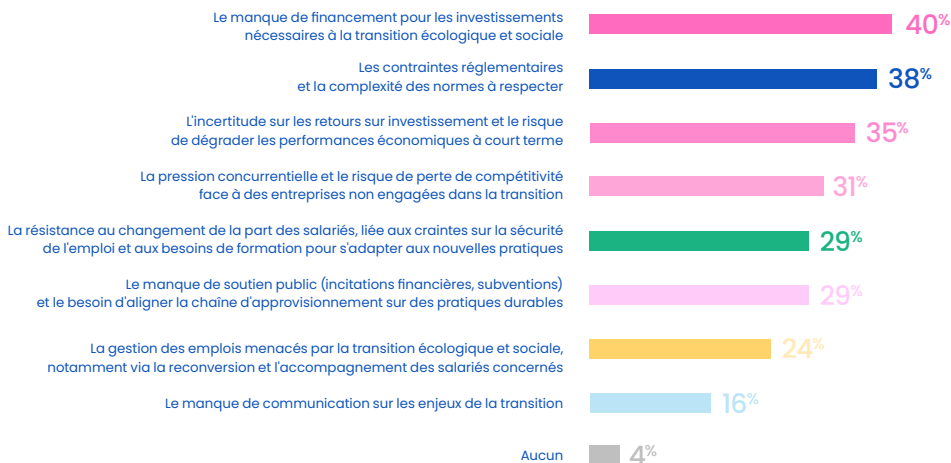 Le manque de financement pour les investissements
nécessaires à la transition écologique et sociale
40%
Les contraintes réglementaires
et la complexité des normes à respecter
38%
L'incertitude sur les retours sur investissement et le risque
de dégrader les performances économiques à court terme
35%
La pression concurrentielle et le risque de perte de compétitivité
face à des entreprises non engagées dans la transition
31%
La résistance au changement de la part des salariés, liée aux craintes sur la sécurité
de l'emploi et aux besoins de formation pour s'adapter aux nouvelles pratiques
29%
Le manque de soutien public (incitations financières, subventions)
et le besoin d'aligner la chaîne d'approvisionnement sur des pratiques durables
29%
La gestion des emplois menacés par la transition écologique et sociale,
notamment via la reconversion et l'accompagnement des salariés concernés
24%
Le manque de communication sur les enjeux de la transition
16%
Aucun
4%